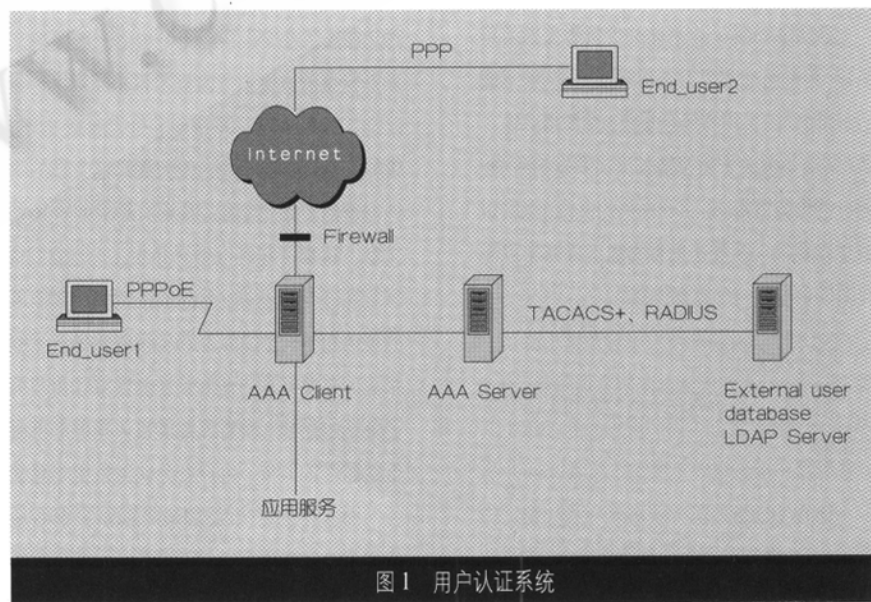 PPP
End_user2
Internet
Firewall
PPPoE
End_user1
TACACS+、RADIUS
AAA Client
AAA Server
External user
database
LDAP Server
应用服务
图1 用户认证系统